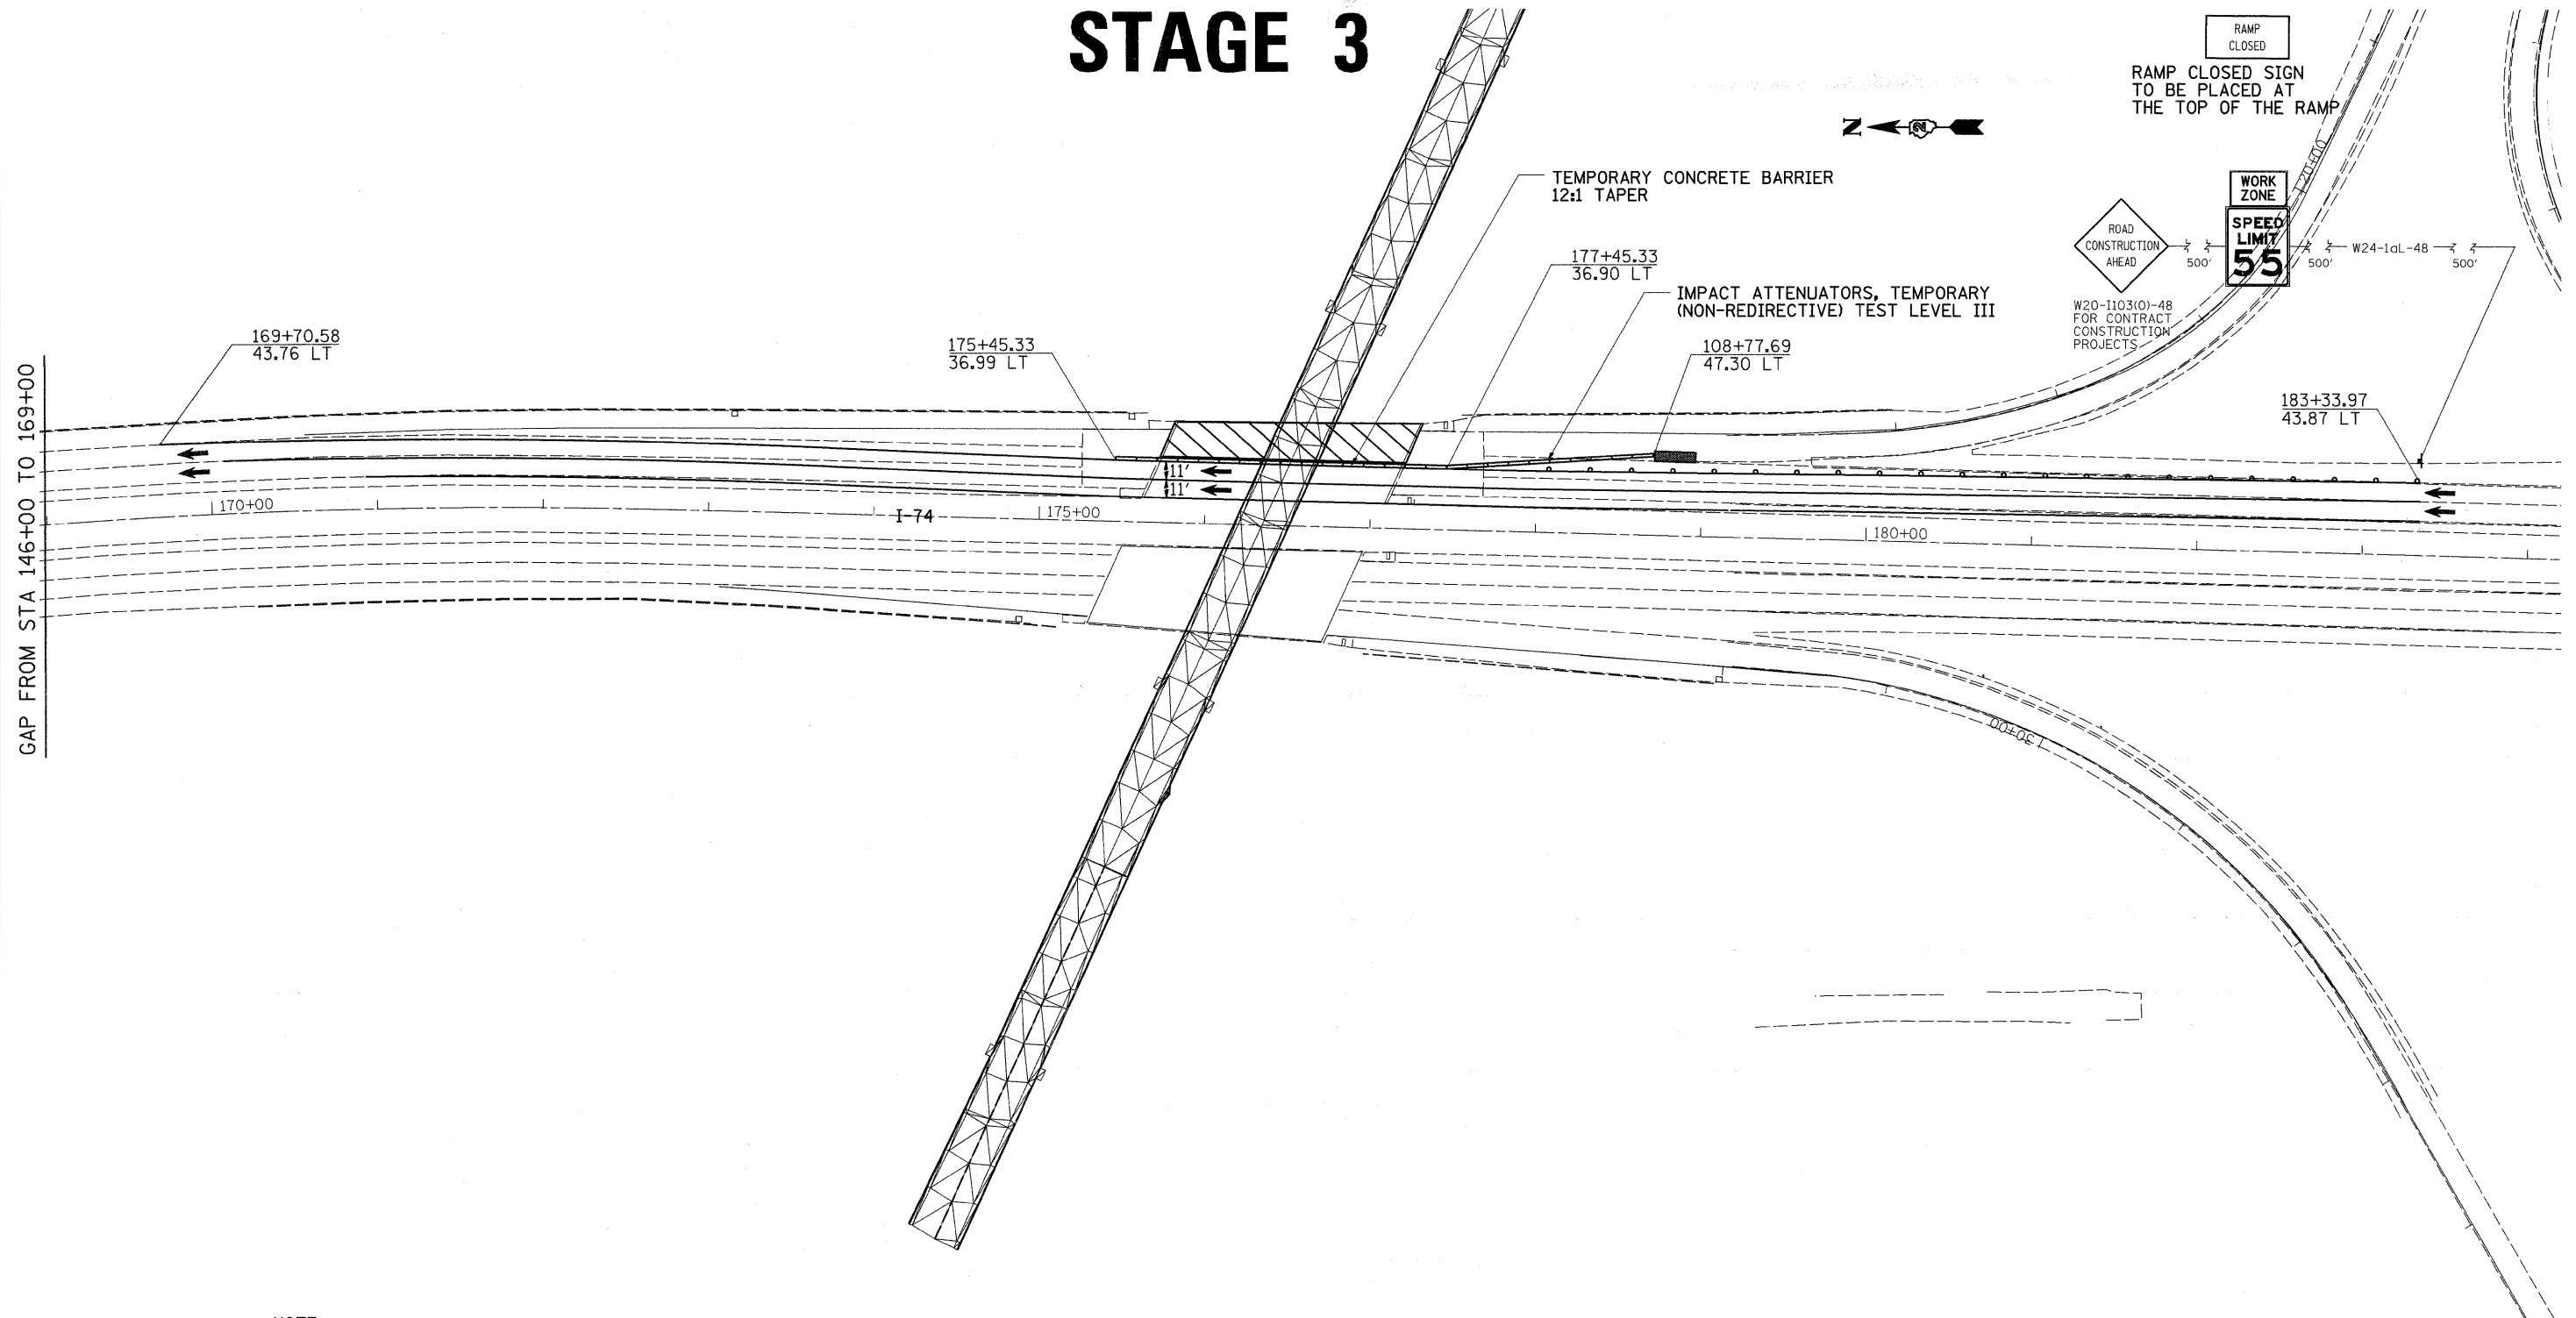 STAGE 3
RAMP
CLOSED
RAMP CLOSED SIGN
TO BE PLACED AT
THE TOP OF THE RAMP
N
2
TEMPORARY CONCRETE BARRIER
12:1 TAPER
120+00
WORK
ZONE
SPEED
LIMIT
55
ROAD
CONSTRUCTION
AHEAD
500'
500'
W24-1aL-48
500'
W20-I103(0)-48
FOR CONTRACT
CONSTRUCTION
PROJECTS
177+45.33
36.90 LT
IMPACT ATTENUATORS, TEMPORARY
(NON-REDIRECTIVE) TEST LEVEL III
169+70.58
43.76 LT
175+45.33
36.99 LT
108+77.69
47.30 LT
183+33.97
43.87 LT
GAP FROM STA 146+00 TO 169+00
11'
11'
170+00
I-74
175+00
180+00
130+00